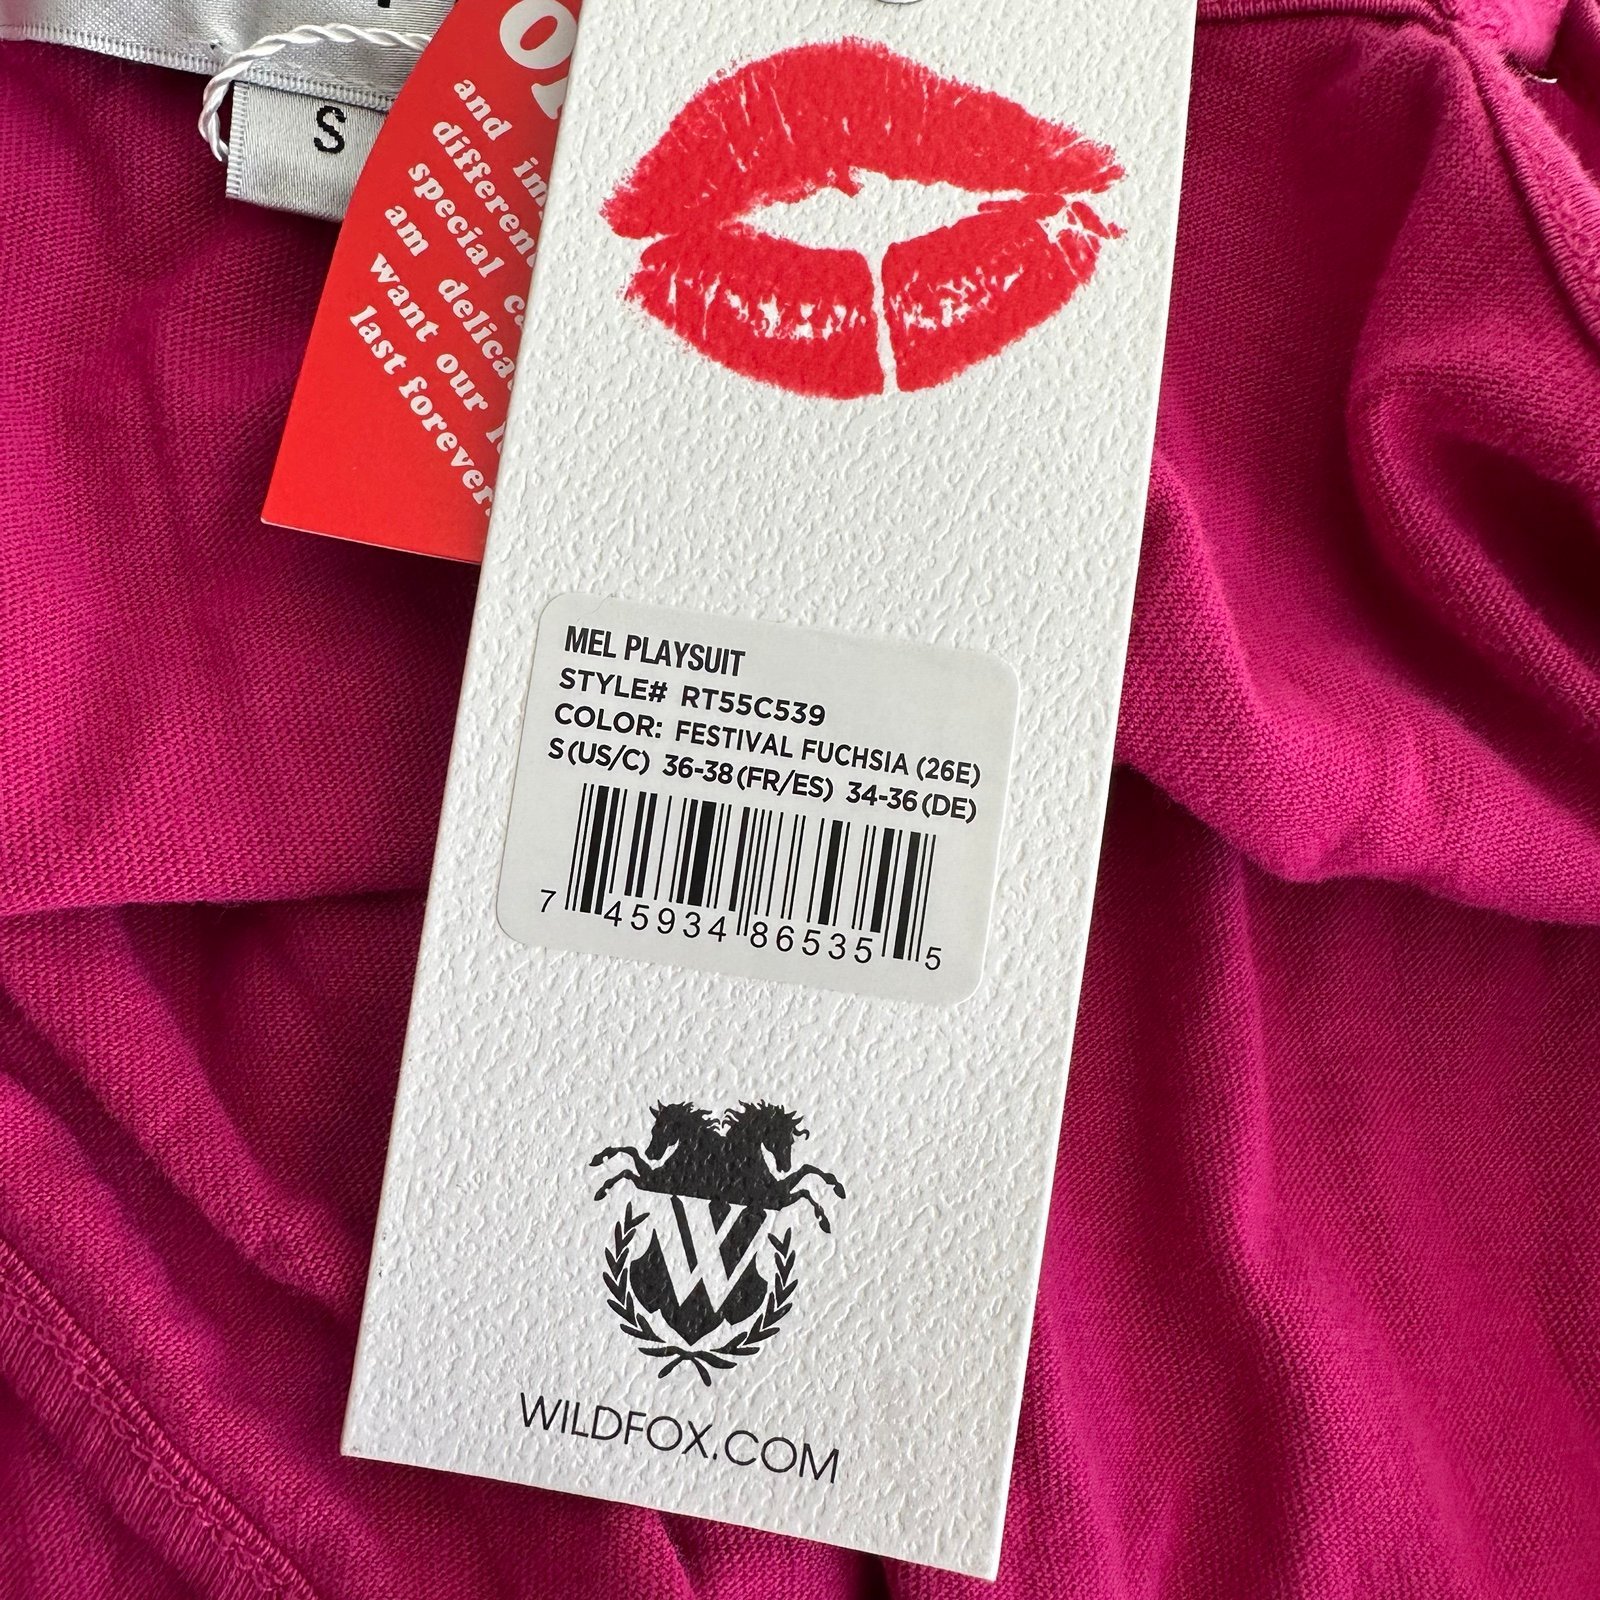 S
and
different
special
am delica
want our
last forever.
MEL PLAYSUIT
STYLE# RT55C539
COLOR: FESTIVAL FUCHSIA (26E)
S(US/C) 36-38(FR/ES) 34-36(DE)
7 45934 86535 5
W
WILDFOX.COM